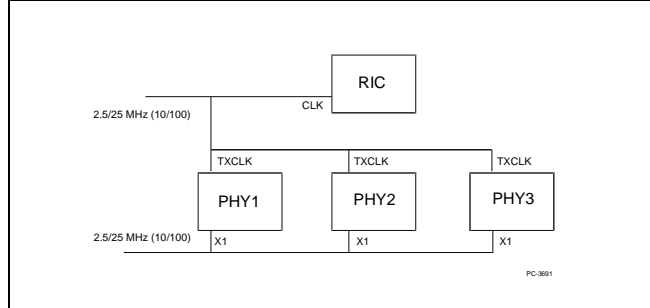 RIC
CLK
2.5/25 MHz (10/100)
TXCLK
TXCLK
TXCLK
PHY1
PHY2
PHY3
2.5/25 MHz (10/100)
X1
X1
X1
PC-3691